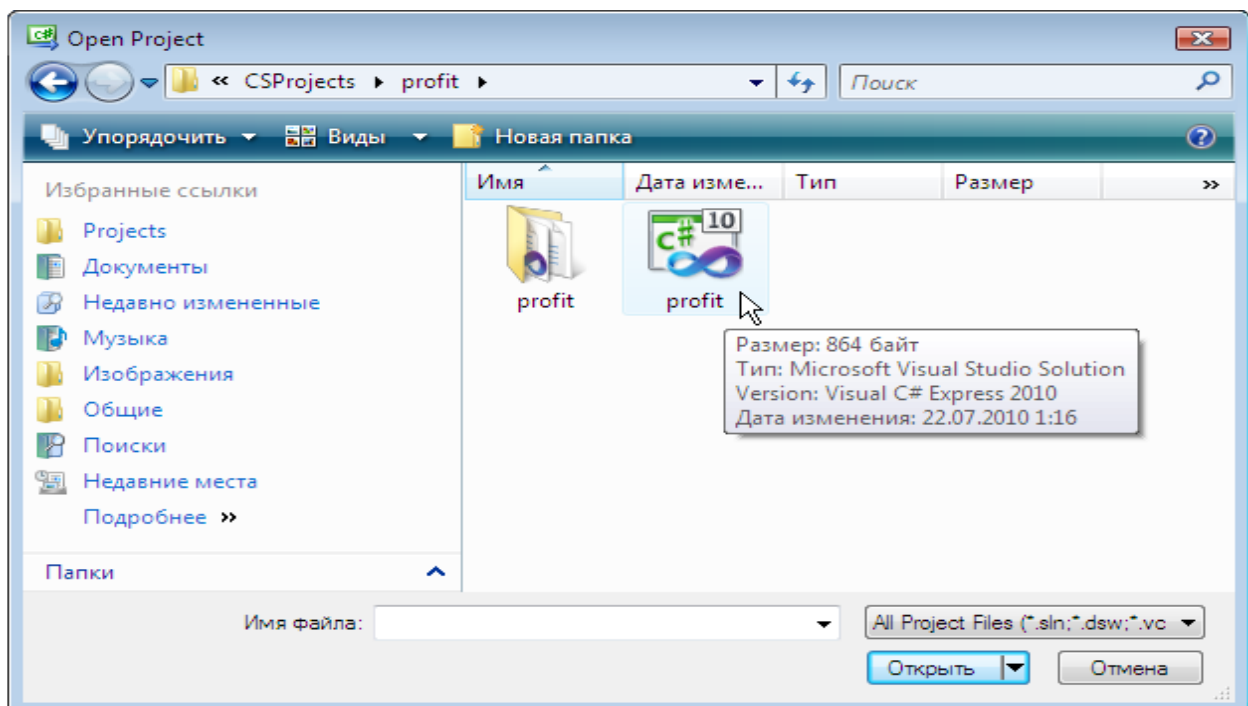 Open Project
« CSProjects profit
Поиск
Упорядочить Виды Новая папка
Избранные ссылки
Имя Дата изме... Тип Размер »
Projects
Документы
Недавно измененные
Музыка
Изображения
Общие
Поиски
Недавние места
Подробнее »
C# 10
profit profit
Размер: 864 байт
Тип: Microsoft Visual Studio Solution
Version: Visual C# Express 2010
Дата изменения: 22.07.2010 1:16
Папки
Имя файла: All Project Files (*.sln;*.dsw;*.vc
Открыть Отмена